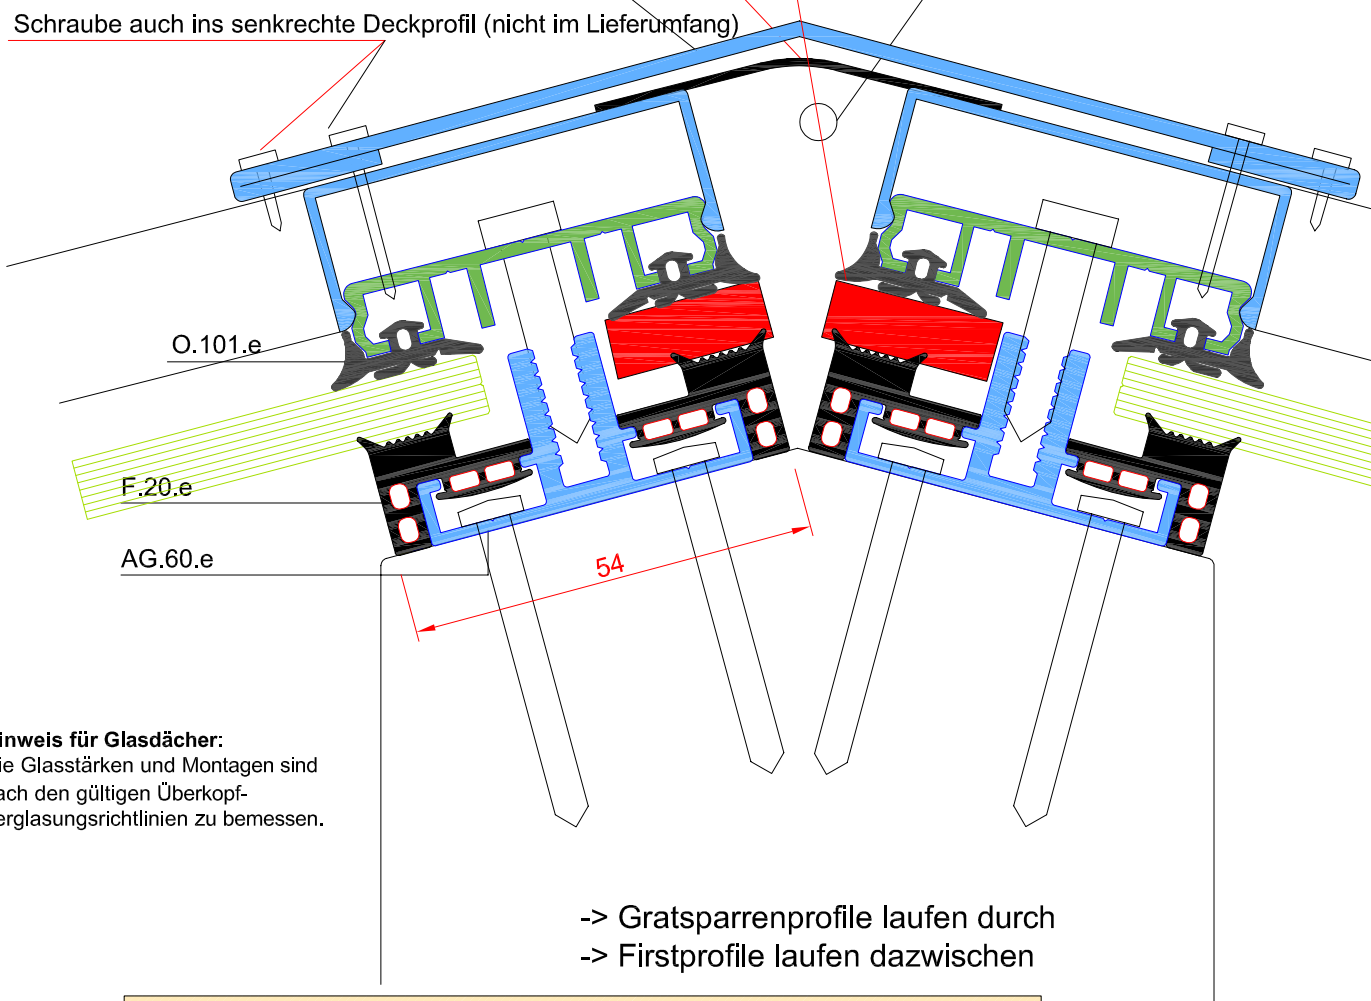 Schraube auch ins senkrechte Deckprofil (nicht im Lieferumfang)
O.101.e
F.20.e
AG.60.e
54
inweis für Glasdächer:
ie Glasstärken und Montagen sind
ach den gültigen Überkopf-
erglasungsrichtlinien zu bemessen.
-> Gratsparrenprofile laufen durch
-> Firstprofile laufen dazwischen